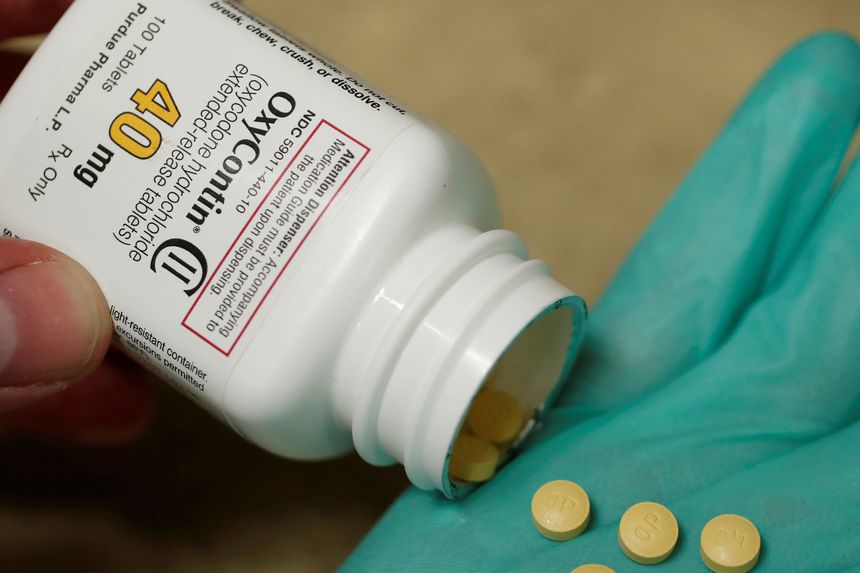 break, chew, crush, or dissolve.
NDC 59011-440-10
OxyContin® CII
(oxycodone hydrochloride
extended-release tablets)
40 mg
100 Tablets
Rx Only
Purdue Pharma L.P.
Attention Dispenser: Accompanying
Medication Guide must be provided to
the patient upon dispensing.
light-resistant container.
excursions permitted
OP
40